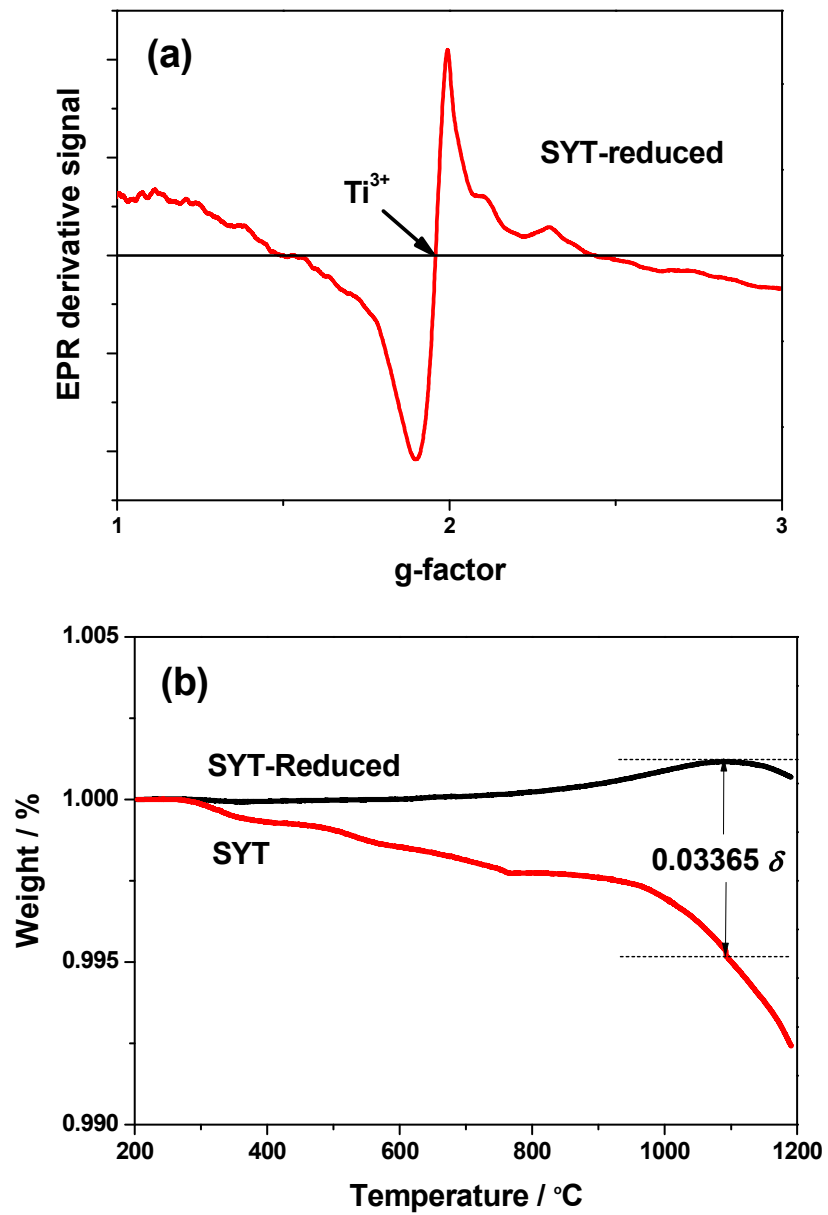 (a)
EPR derivative signal
SYT-reduced
Ti³⁺
1
2
3
g-factor
(b)
Weight / %
1.005
1.000
0.995
0.990
SYT-Reduced
SYT
0.03365 δ
200
400
600
800
1000
1200
Temperature / °C